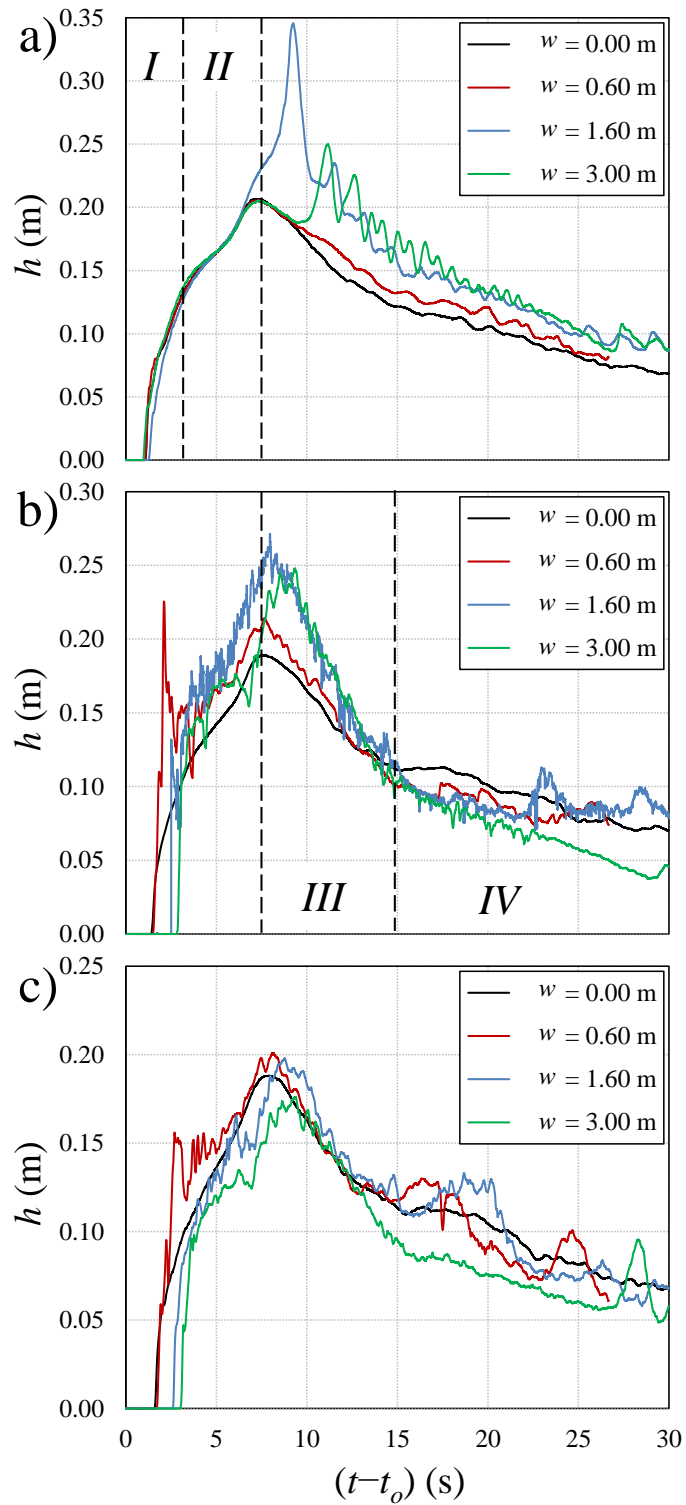 a)
0.35
0.30
0.25
0.20
0.15
0.10
0.05
0.00
h (m)
I
II
w = 0.00 m
w = 0.60 m
w = 1.60 m
w = 3.00 m
b)
0.30
0.25
0.20
0.15
0.10
0.05
0.00
h (m)
w = 0.00 m
w = 0.60 m
w = 1.60 m
w = 3.00 m
III
IV
c)
0.25
0.20
0.15
0.10
0.05
0.00
h (m)
w = 0.00 m
w = 0.60 m
w = 1.60 m
w = 3.00 m
0 5 10 15 20 25 30
(t−tₒ) (s)